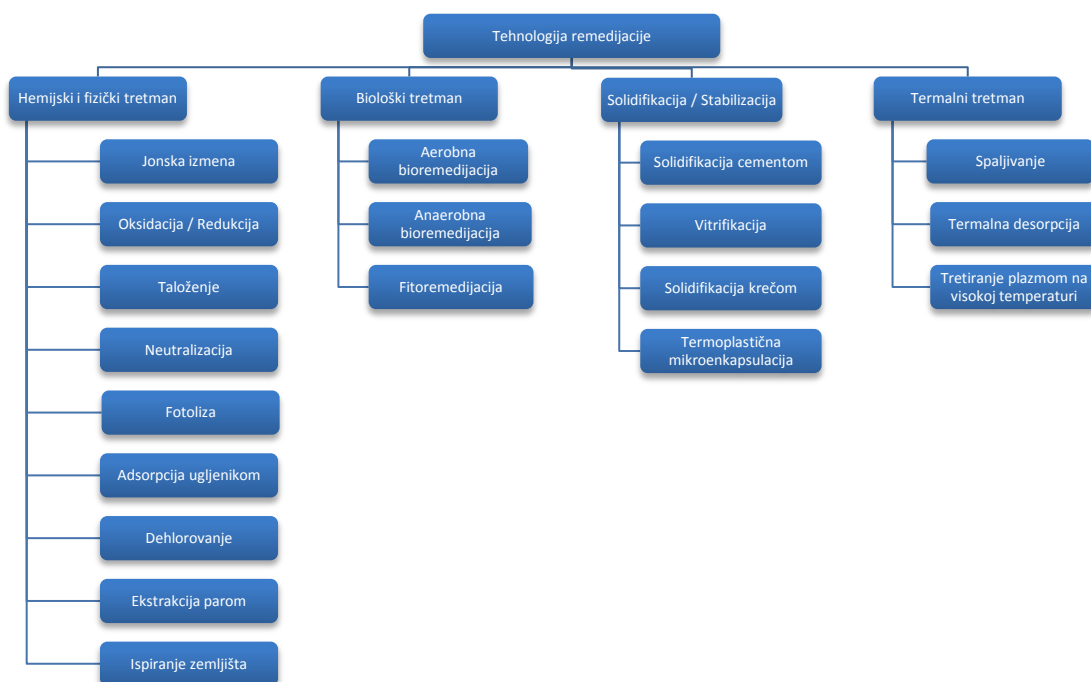 Tehnologija remedijacije
Hemijski i fizički tretman
Jonska izmena
Oksidacija / Redukcija
Taloženje
Neutralizacija
Fotoliza
Adsorpcija ugljenikom
Dehlorovanje
Ekstrakcija parom
Ispiranje zemljišta
Biološki tretman
Aerobna
bioremedijacija
Anaerobna
bioremedijacija
Fitoremedijacija
Solidifikacija / Stabilizacija
Solidifikacija cementom
Vitrifikacija
Solidifikacija krečom
Termoplastična
mikroenkapsulacija
Termalni tretman
Spaljivanje
Termalna desorpcija
Tretiranje plazmom na
visokoj temperaturi